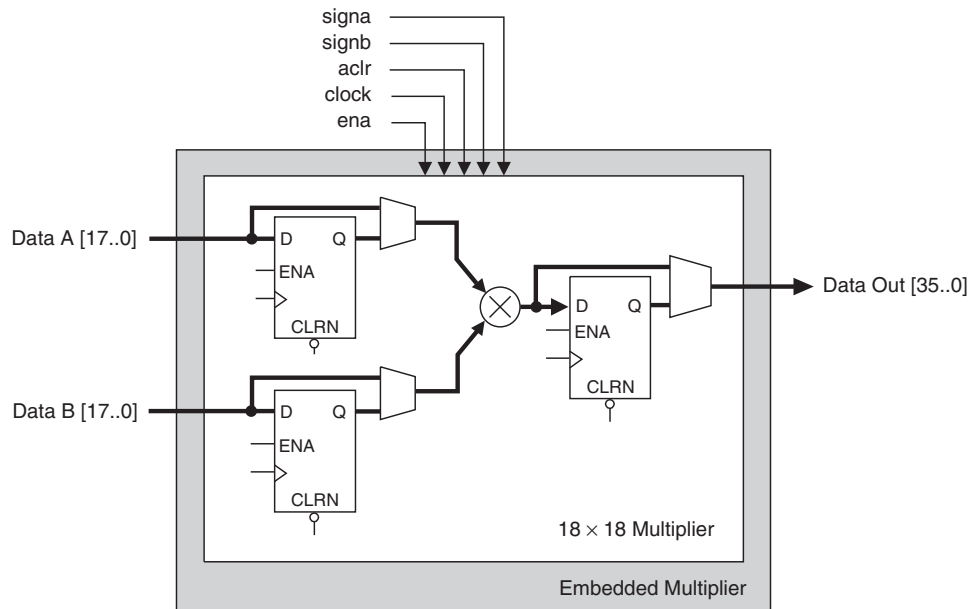 signa
signb
aclr
clock
ena
Data A [17..0]
D
Q
ENA
CLRN
Data B [17..0]
D
Q
ENA
CLRN
D
Q
ENA
CLRN
Data Out [35..0]
18 × 18 Multiplier
Embedded Multiplier